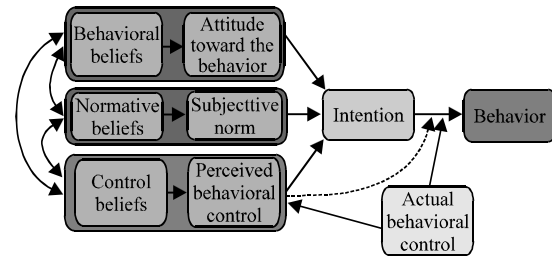 Behavioral
beliefs
Attitude
toward the
behavior
Normative
beliefs
Subjecttive
norm
Intention
Behavior
Control
beliefs
Perceived
behavioral
control
Actual
behavioral
control